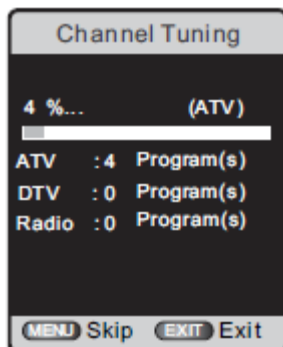 Channel Tuning
4 %... (ATV)
ATV : 4 Program(s)
DTV : 0 Program(s)
Radio : 0 Program(s)
MENU Skip EXIT Exit